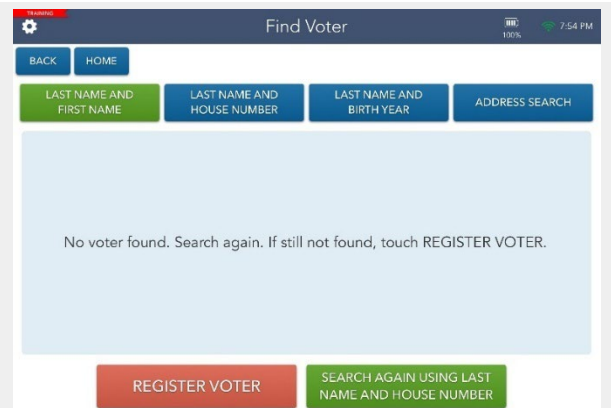 TRAINING
Find Voter
100%
7:54 PM
BACK
HOME
LAST NAME AND
FIRST NAME
LAST NAME AND
HOUSE NUMBER
LAST NAME AND
BIRTH YEAR
ADDRESS SEARCH
No voter found. Search again. If still not found, touch REGISTER VOTER.
REGISTER VOTER
SEARCH AGAIN USING LAST
NAME AND HOUSE NUMBER